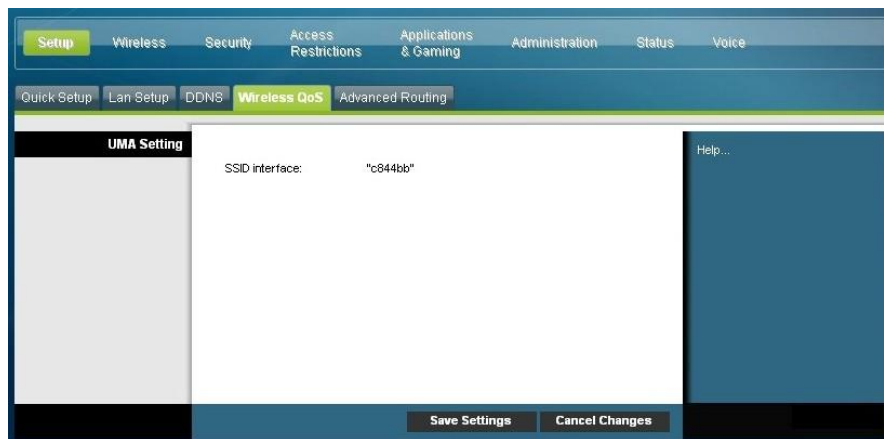 Setup Wireless Security Access Restrictions Applications & Gaming Administration Status Voice
Quick Setup Lan Setup DDNS Wireless QoS Advanced Routing
UMA Setting
SSID interface: "c844bb"
Help...
Save Settings Cancel Changes